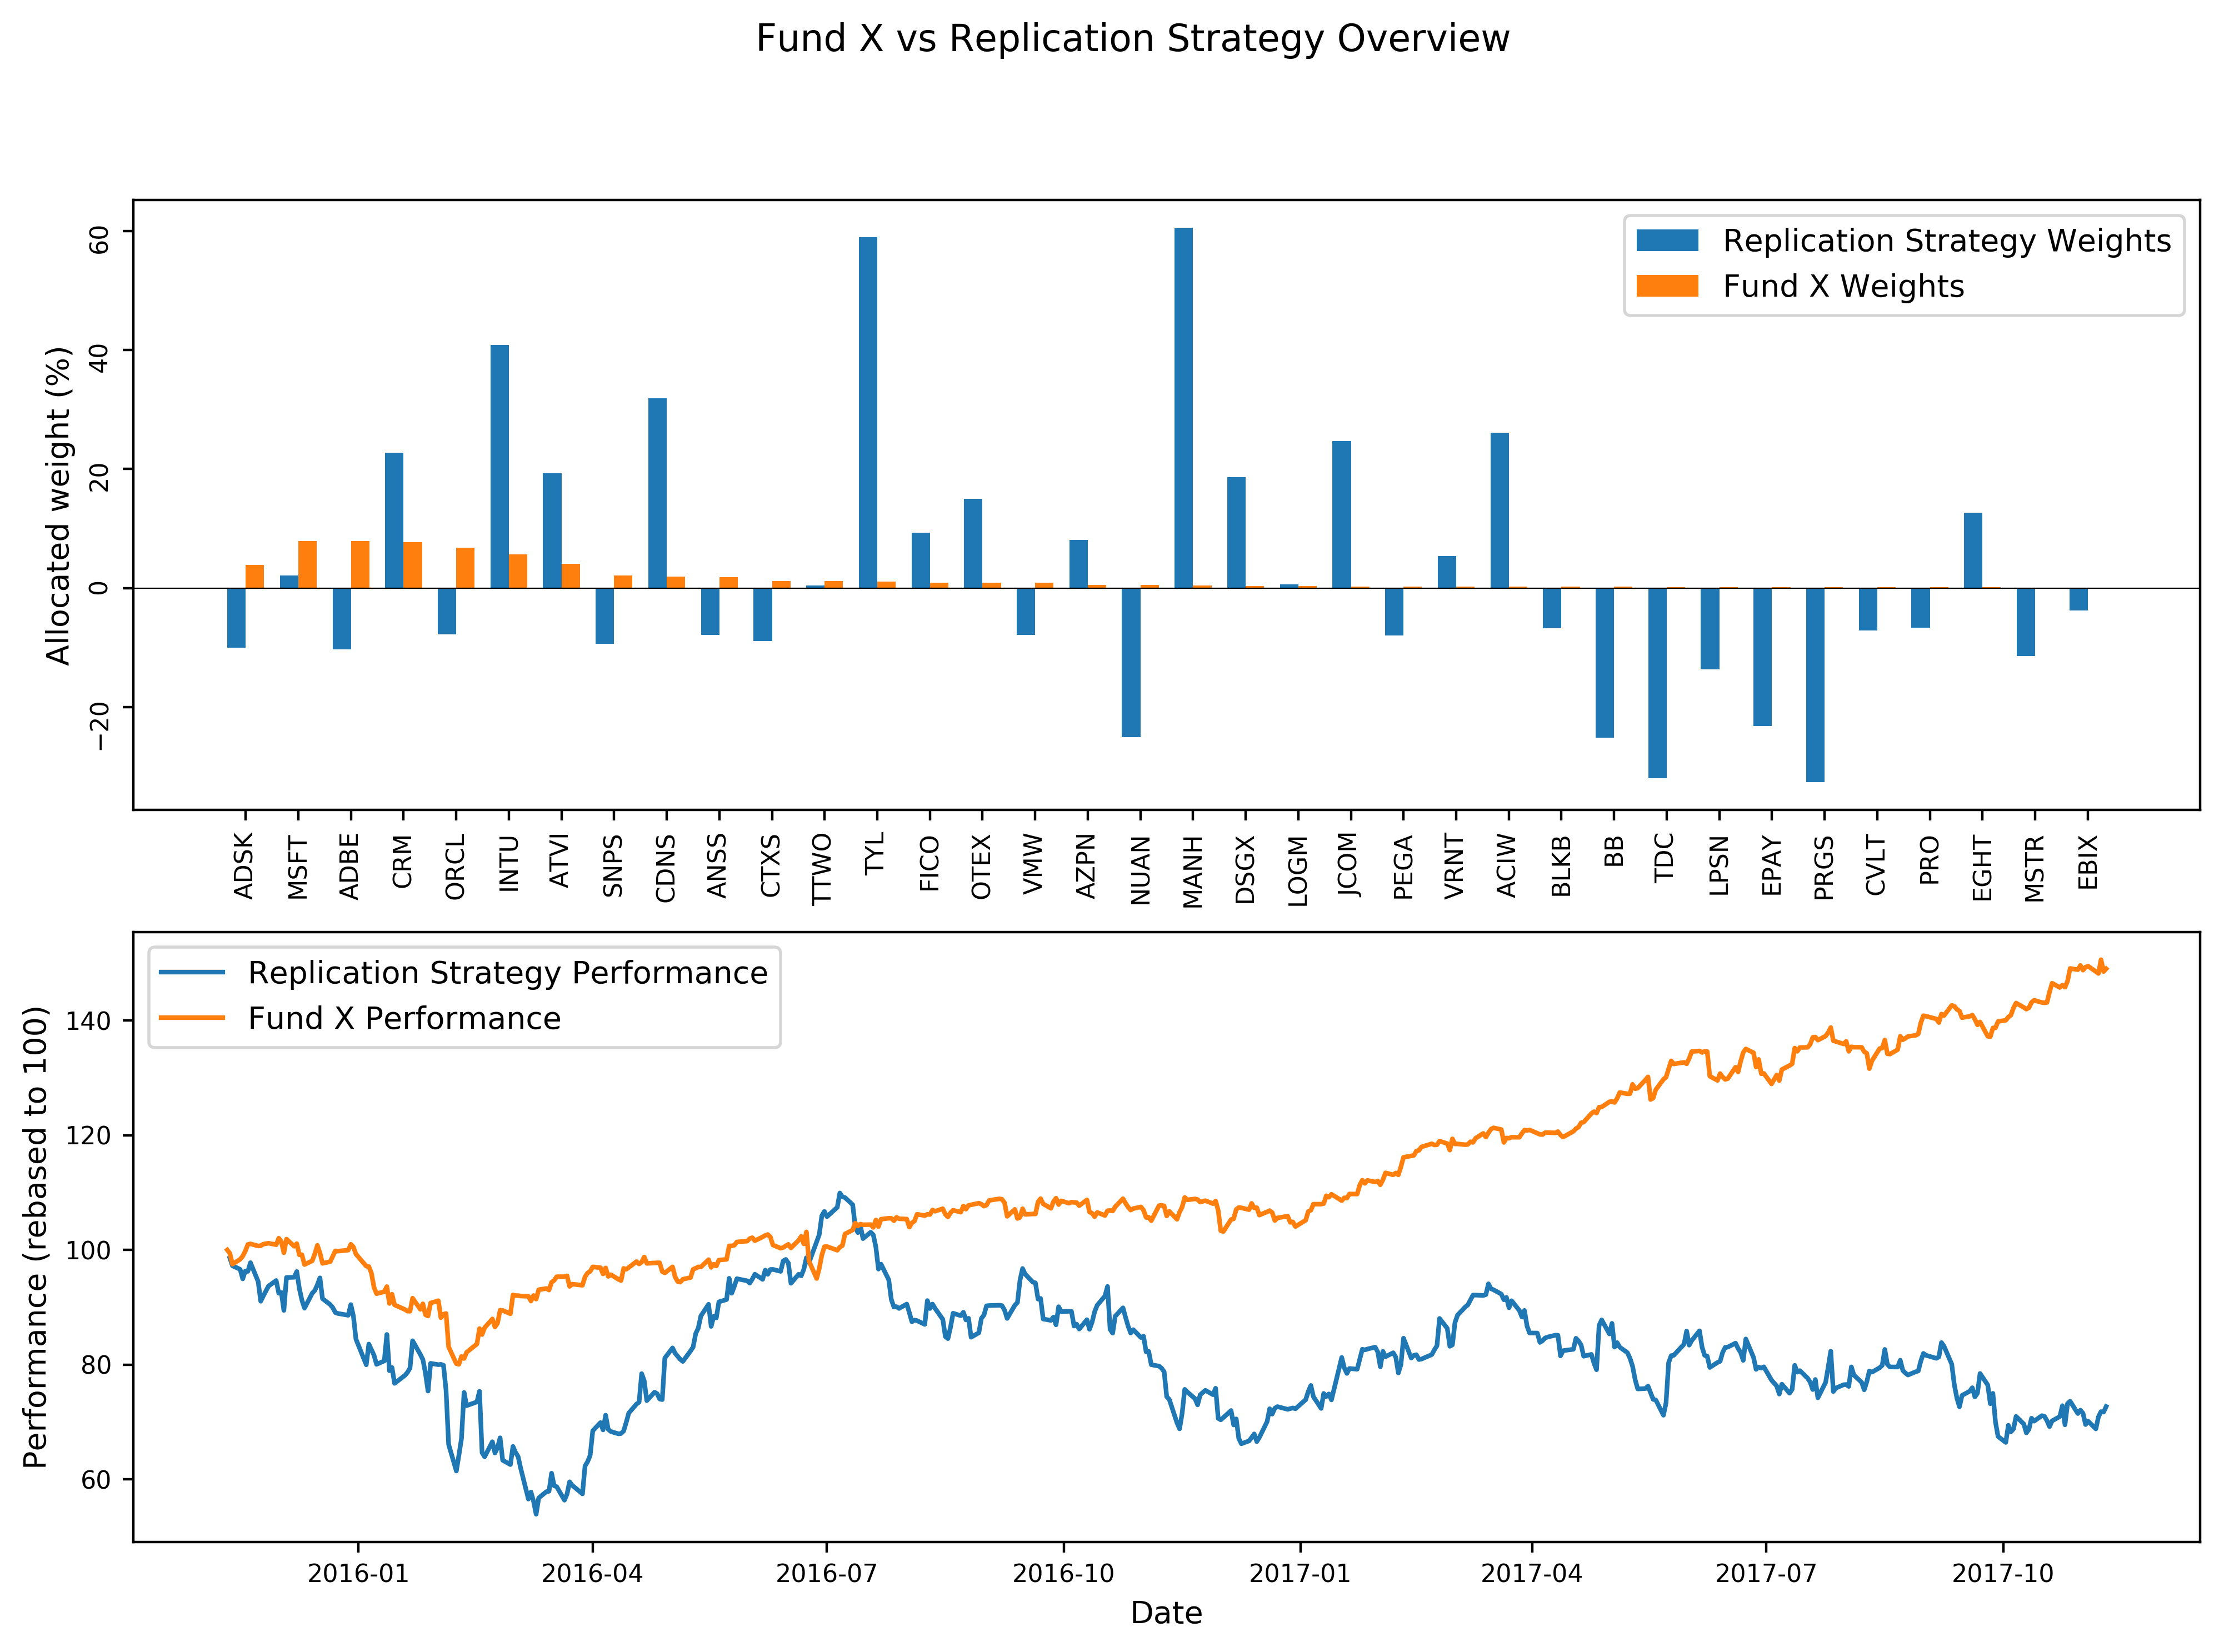 Fund X vs Replication Strategy Overview
Replication Strategy Weights
Fund X Weights
Allocated weight (%)
60
40
20
0
−20
ADSK
MSFT
ADBE
CRM
ORCL
INTU
ATVI
SNPS
CDNS
ANSS
CTXS
TTWO
TYL
FICO
OTEX
VMW
AZPN
NUAN
MANH
DSGX
LOGM
JCOM
PEGA
VRNT
ACIW
BLKB
BB
TDC
LPSN
EPAY
PRGS
CVLT
PRO
EGHT
MSTR
EBIX
Replication Strategy Performance
Fund X Performance
Performance (rebased to 100)
140
120
100
80
60
2016-01
2016-04
2016-07
2016-10
2017-01
2017-04
2017-07
2017-10
Date